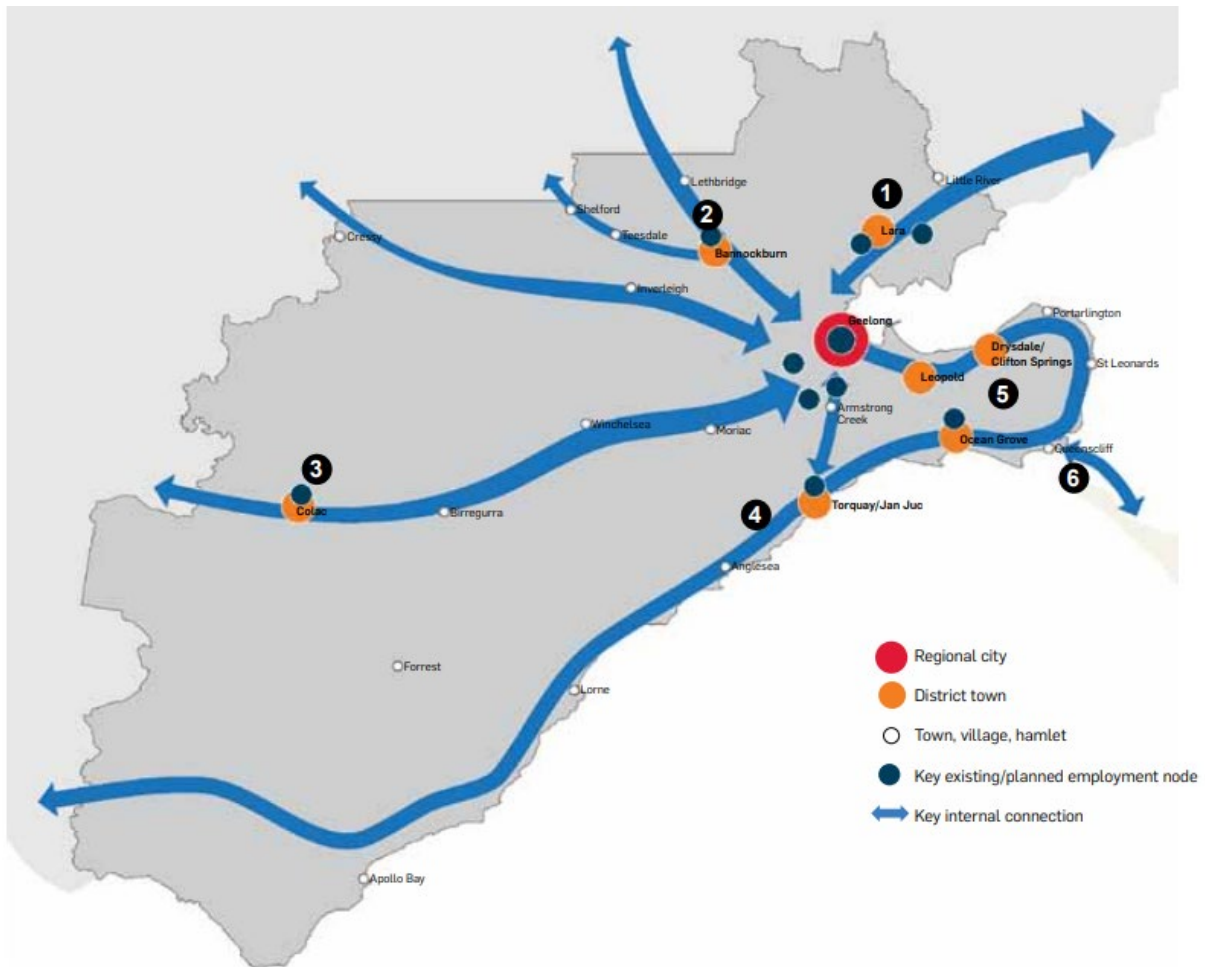 Lethbridge
Little River
1
Shelford
2
Lara
Teesdale
Cressy
Bannockburn
Inverleigh
Portarlington
Geelong
Drysdale/
Clifton Springs
St Leonards
Leopold
5
Armstrong
Creek
Winchelsea
Moriac
Ocean Grove
Queenscliff
3
6
Colac
Birregurra
4
Torquay/Jan Juc
Anglesea
Forrest
Lorne
Apollo Bay
Regional city
District town
Town, village, hamlet
Key existing/planned employment node
Key internal connection